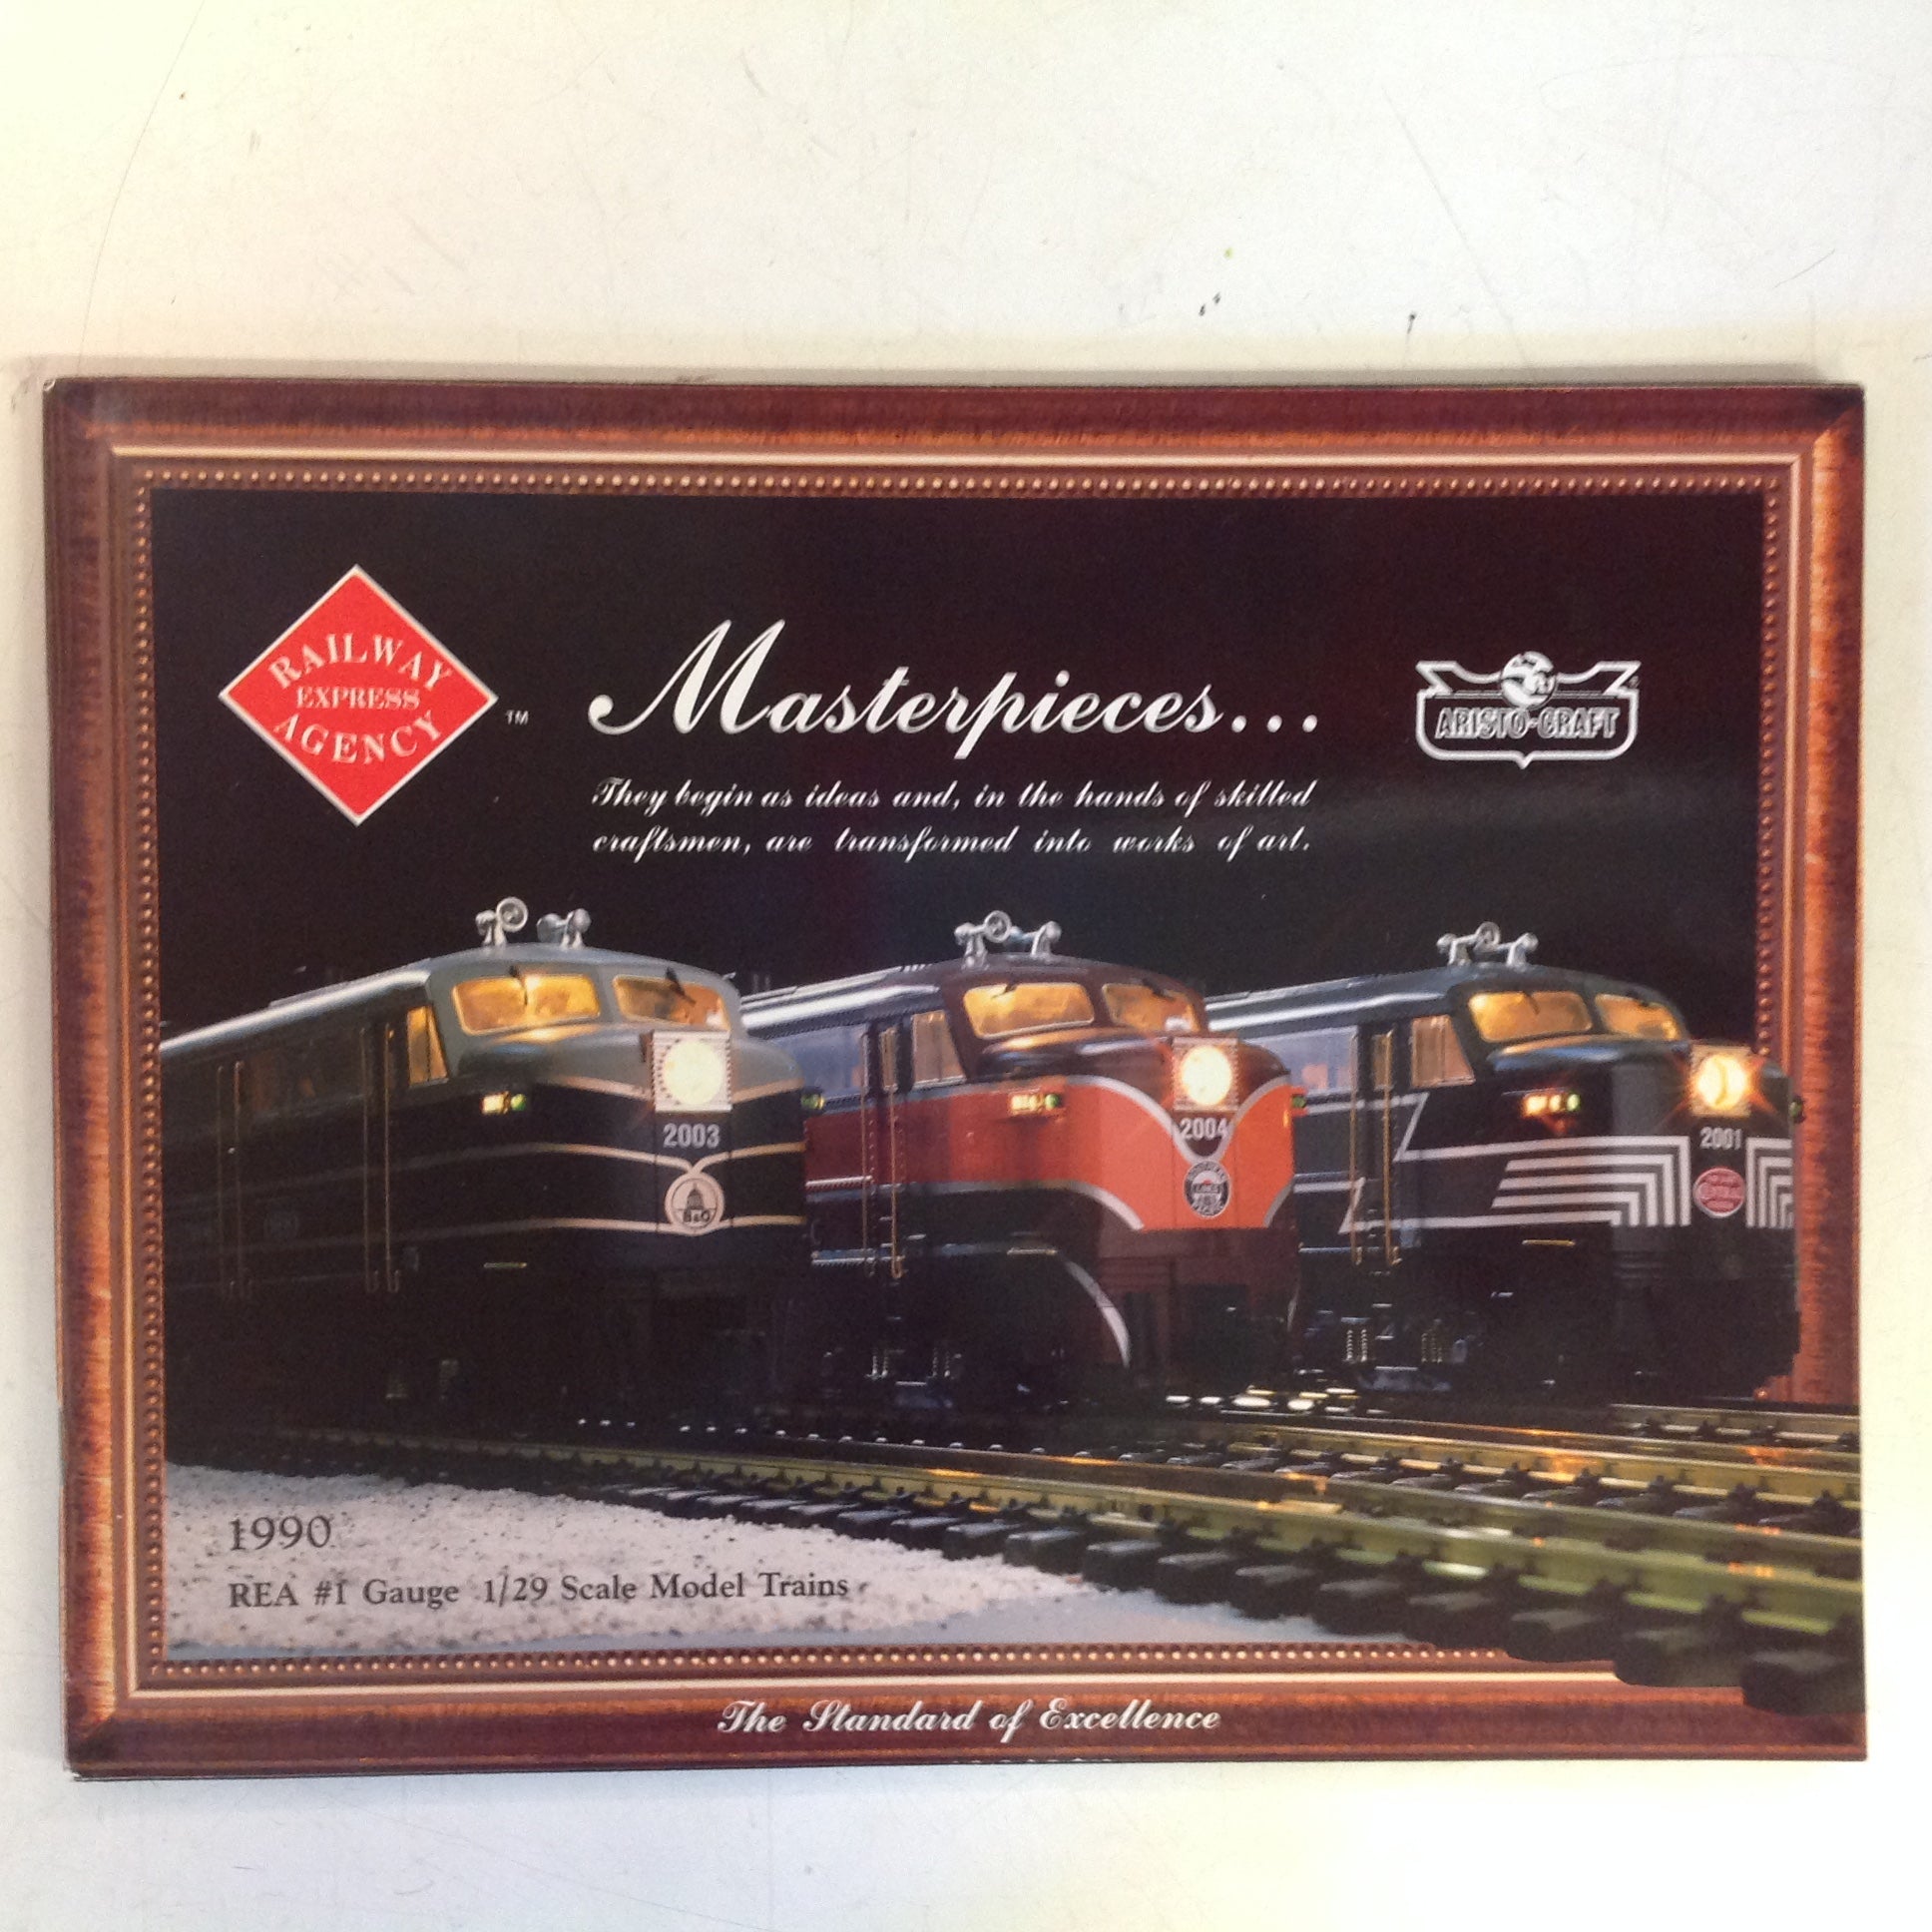 RAILWAY
EXPRESS
AGENCY
TM
Masterpieces...
ARISTO-CRAFT
®
They begin as ideas and, in the hands of skilled
craftsmen, are transformed into works of art.
2003
B&O
2004
LINES
2001
CENTRAL
1990
REA #1 Gauge 1/29 Scale Model Trains
The Standard of Excellence